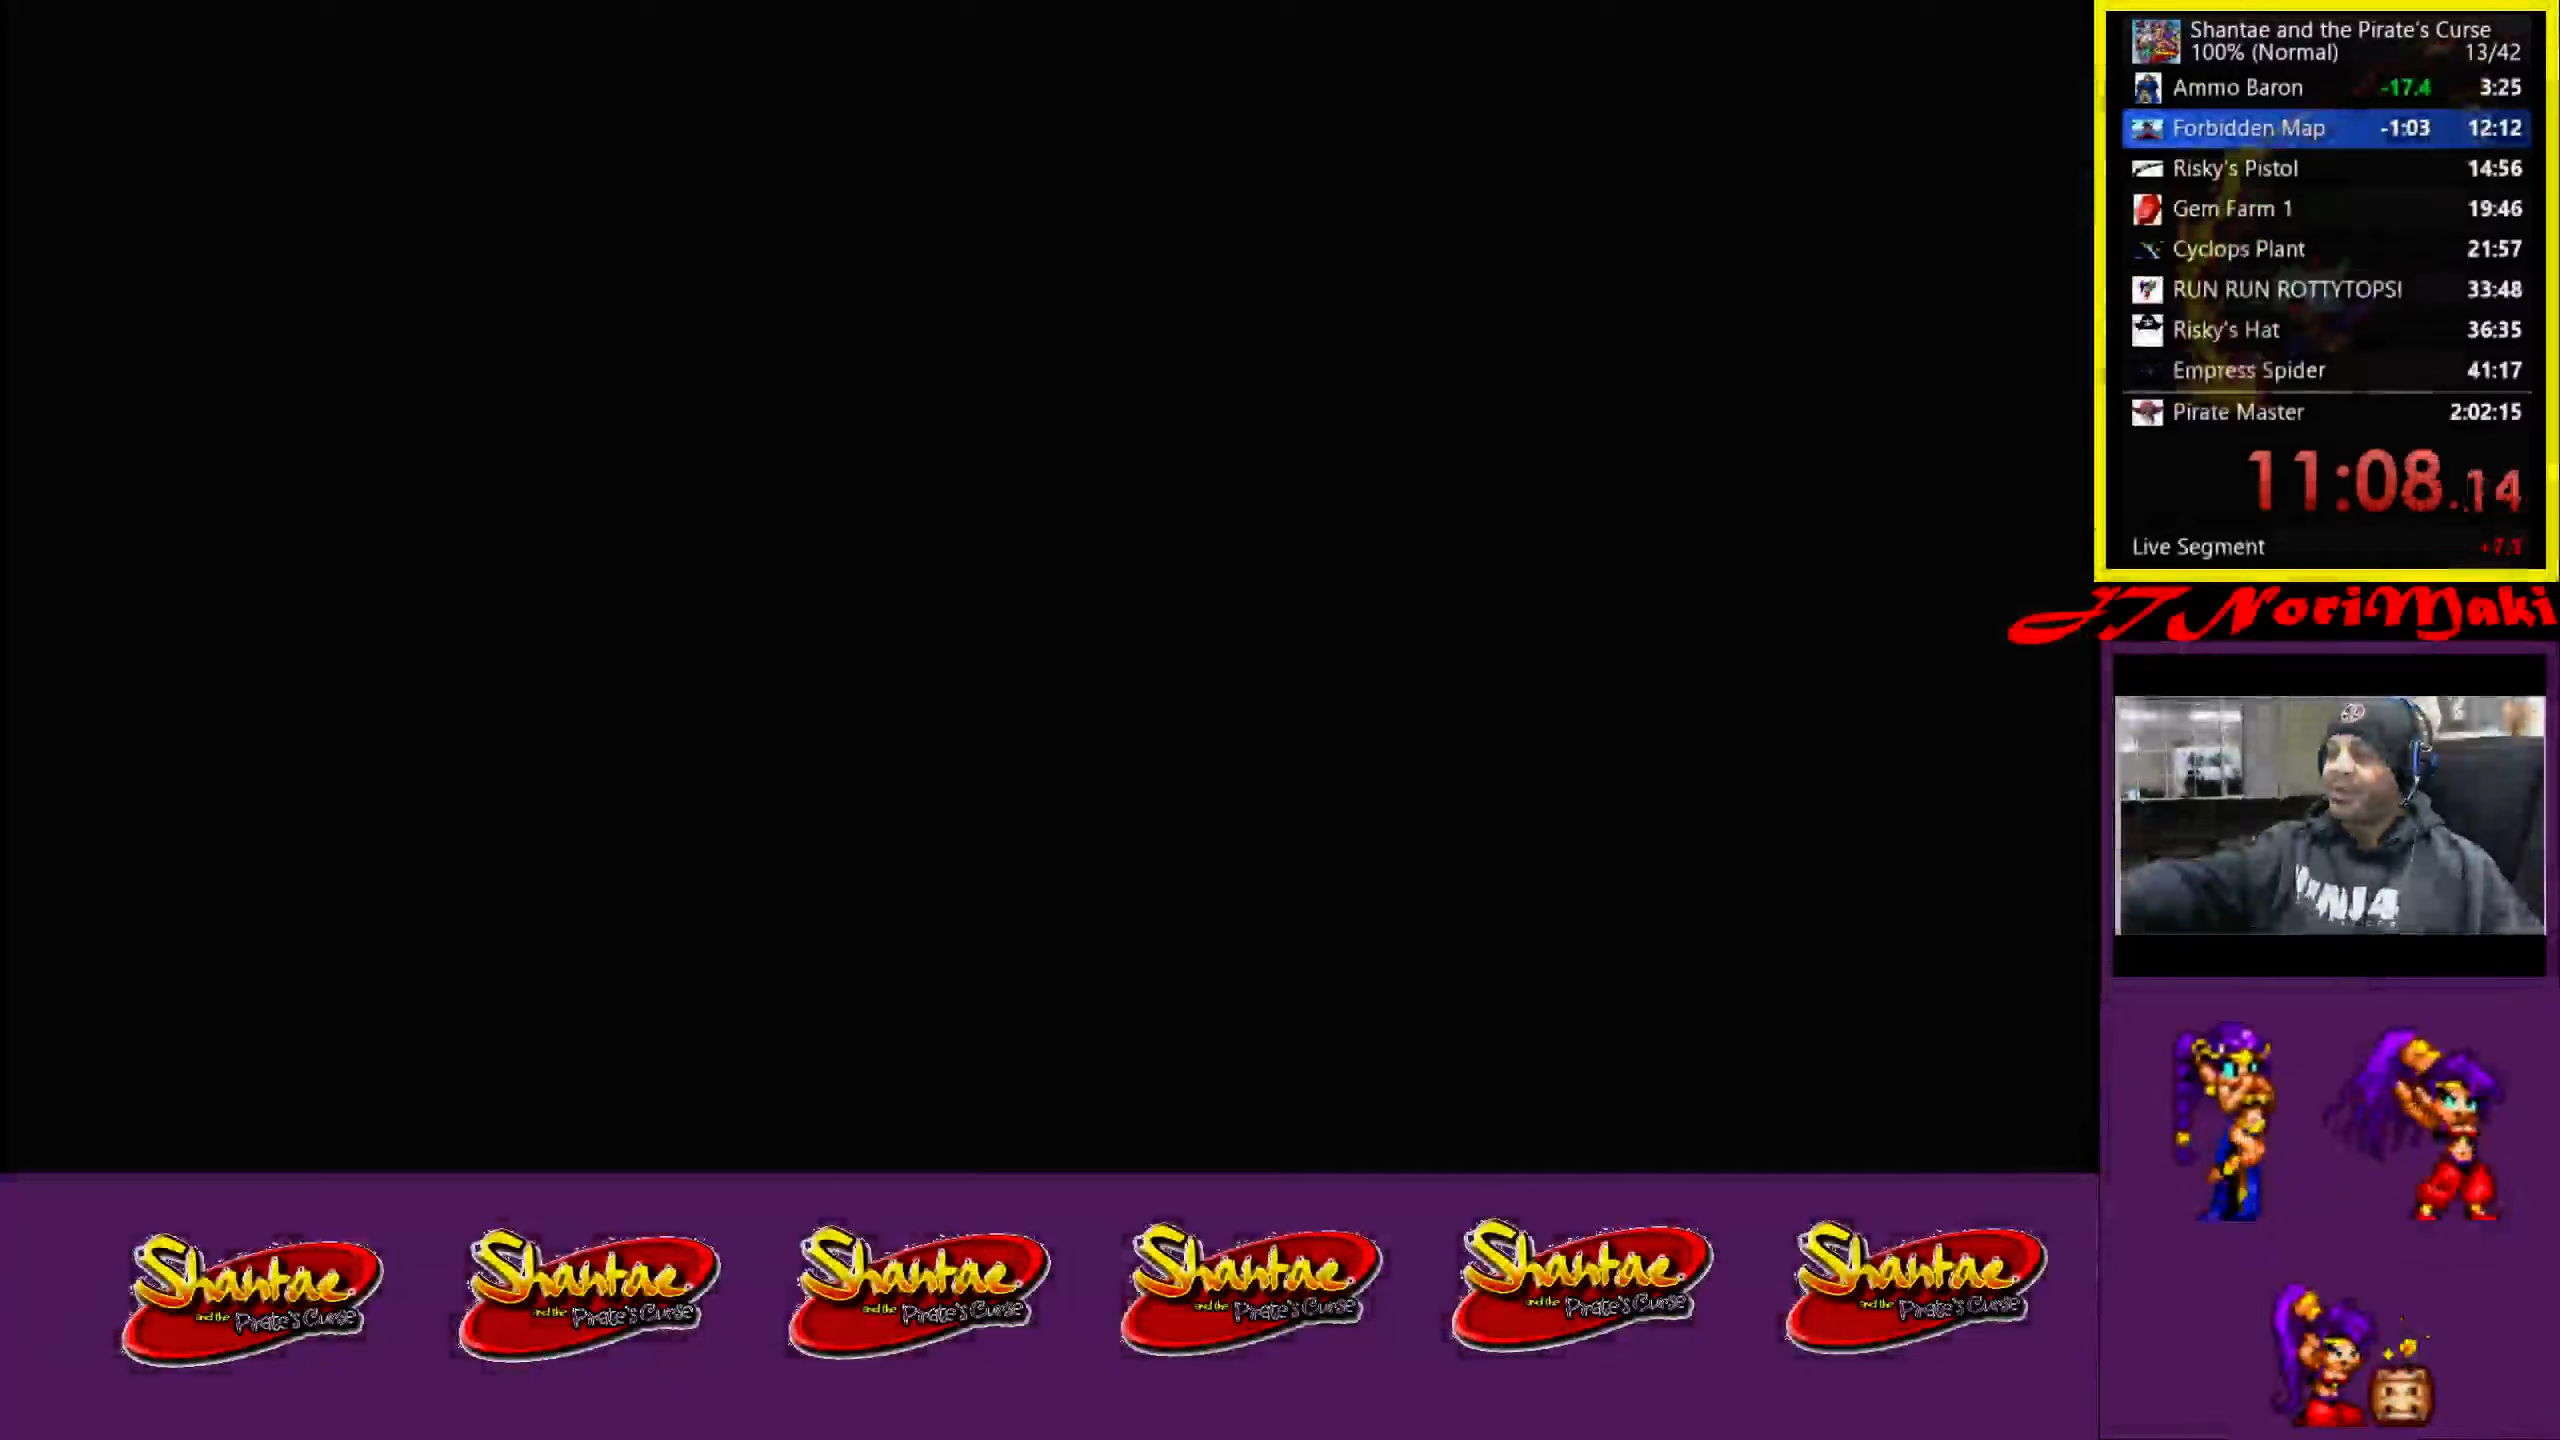 Shantae and the Pirate's Curse
100% (Normal) 13/42
Ammo Baron -17.4 3:25
Forbidden Map -1:03 12:12
Risky's Pistol 14:56
Gem Farm 1 19:46
Cyclops Plant 21:57
RUN RUN ROTTYTOPS! 33:48
Risky's Hat 36:35
Empress Spider 41:17
Pirate Master 2:02:15
11:08.14
Live Segment +7.1
JTNoriMaki
NINJA
Shantae and the Pirate's Curse
Shantae and the Pirate's Curse
Shantae and the Pirate's Curse
Shantae and the Pirate's Curse
Shantae and the Pirate's Curse
Shantae and the Pirate's Curse